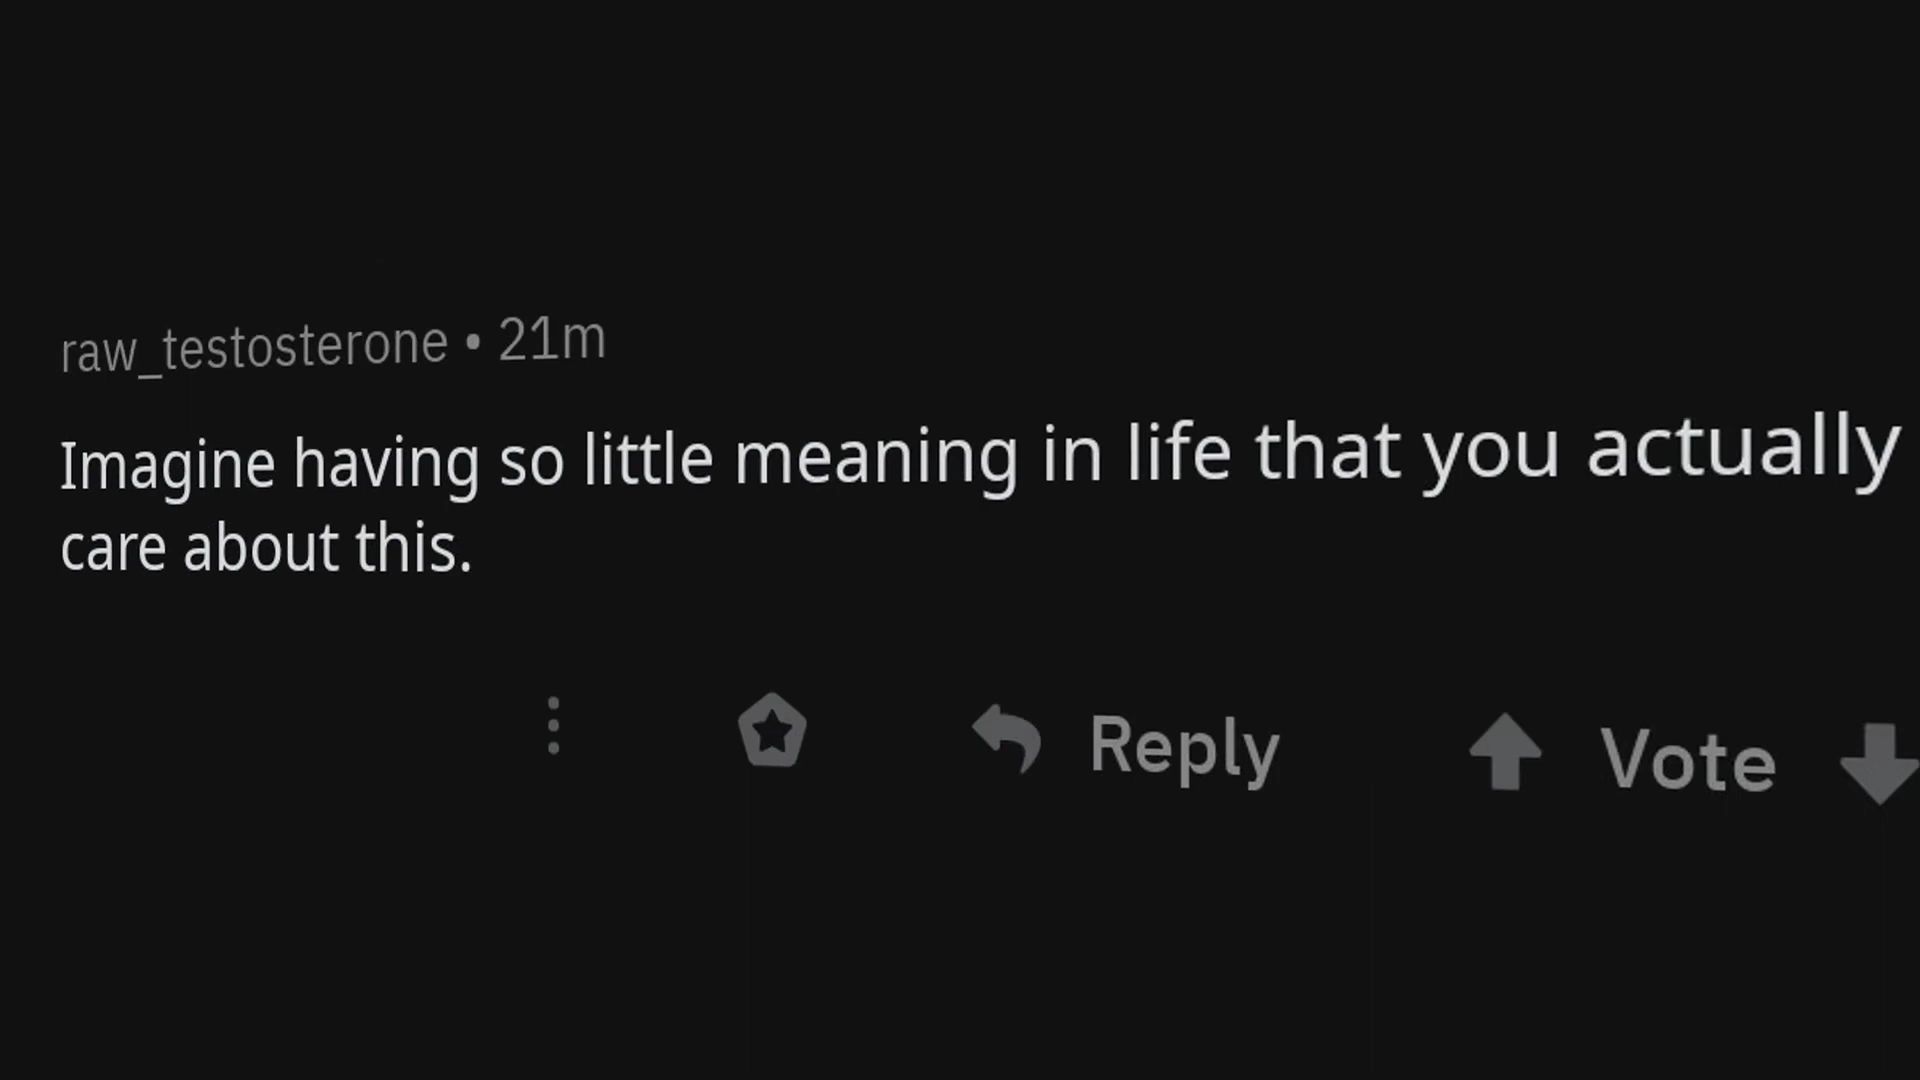 raw_testosterone • 21m
Imagine having so little meaning in life that you actually
care about this.
Reply Vote